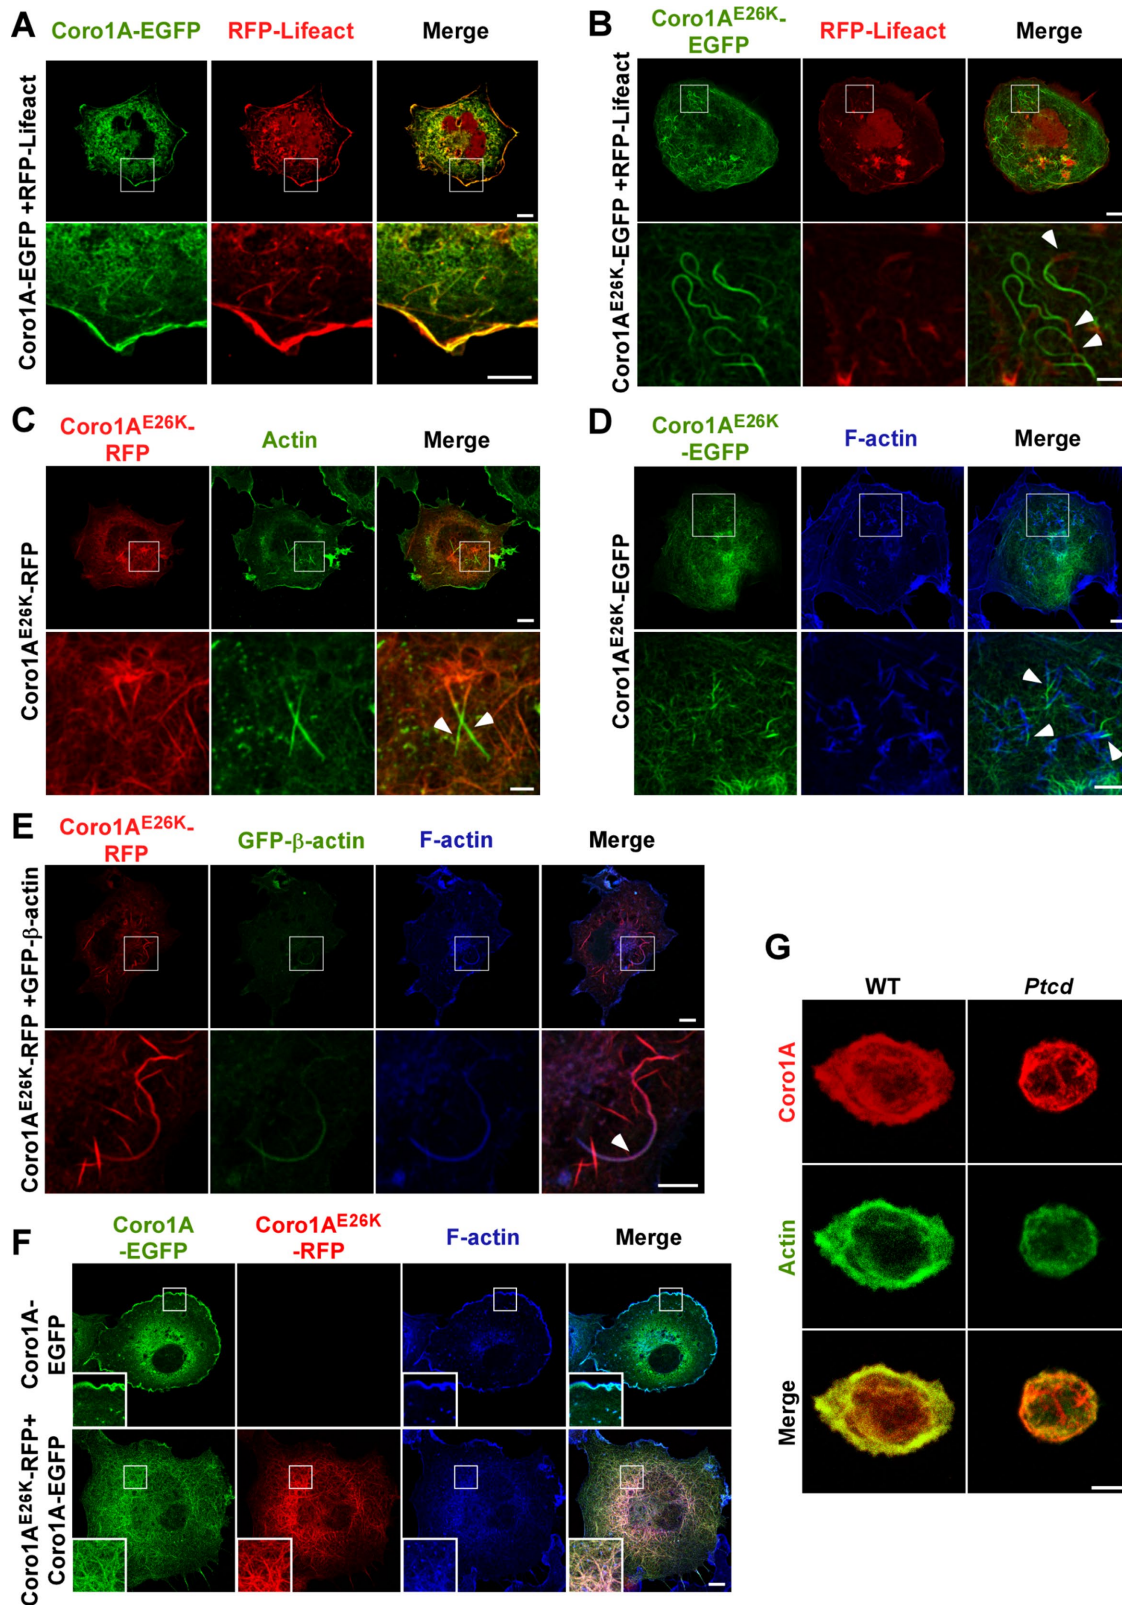 A
Coro1A-EGFP RFP-Lifeact Merge
Coro1A-EGFP +RFP-Lifeact
B
Coro1A^E26K-
EGFP RFP-Lifeact Merge
Coro1A^E26K-EGFP +RFP-Lifeact
C
Coro1A^E26K-
RFP Actin Merge
Coro1A^E26K-RFP
D
Coro1A^E26K
-EGFP F-actin Merge
Coro1A^E26K-EGFP
E
Coro1A^E26K-
RFP GFP-β-actin F-actin Merge
Coro1A^E26K-RFP +GFP-β-actin
F
Coro1A
-EGFP Coro1A^E26K
-RFP F-actin Merge
Coro1A-
EGFP
Coro1A^E26K-RFP+
Coro1A-EGFP
G
WT Ptcd
Coro1A
Actin
Merge